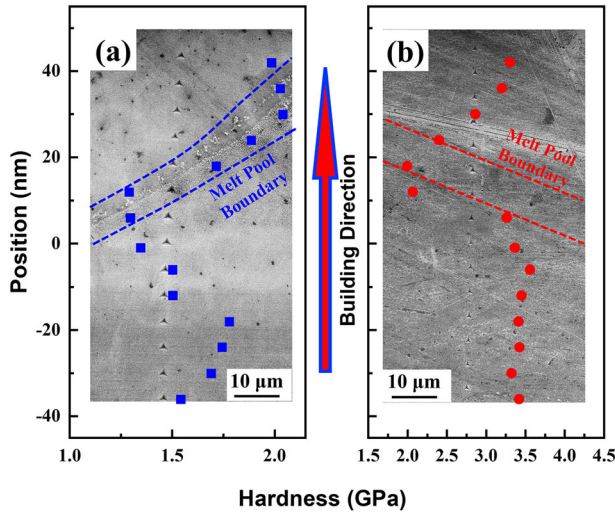 (a)
(b)
Position (nm)
40
20
0
-20
-45
Melt Pool
Boundary
10 μm
Building Direction
Melt Pool
Boundary
10 μm
1.0
1.5
2.0
1.5
2.0
2.5
3.0
3.5
4.0
4.5
Hardness (GPa)